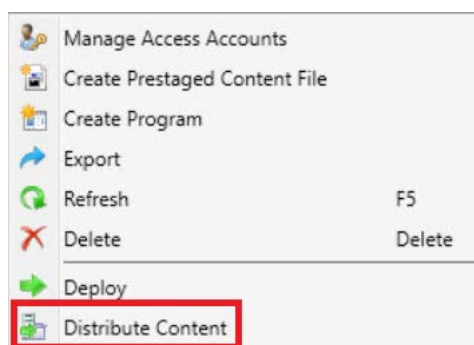 Manage Access Accounts
Create Prestaged Content File
Create Program
Export
Refresh F5
Delete Delete
Deploy
Distribute Content